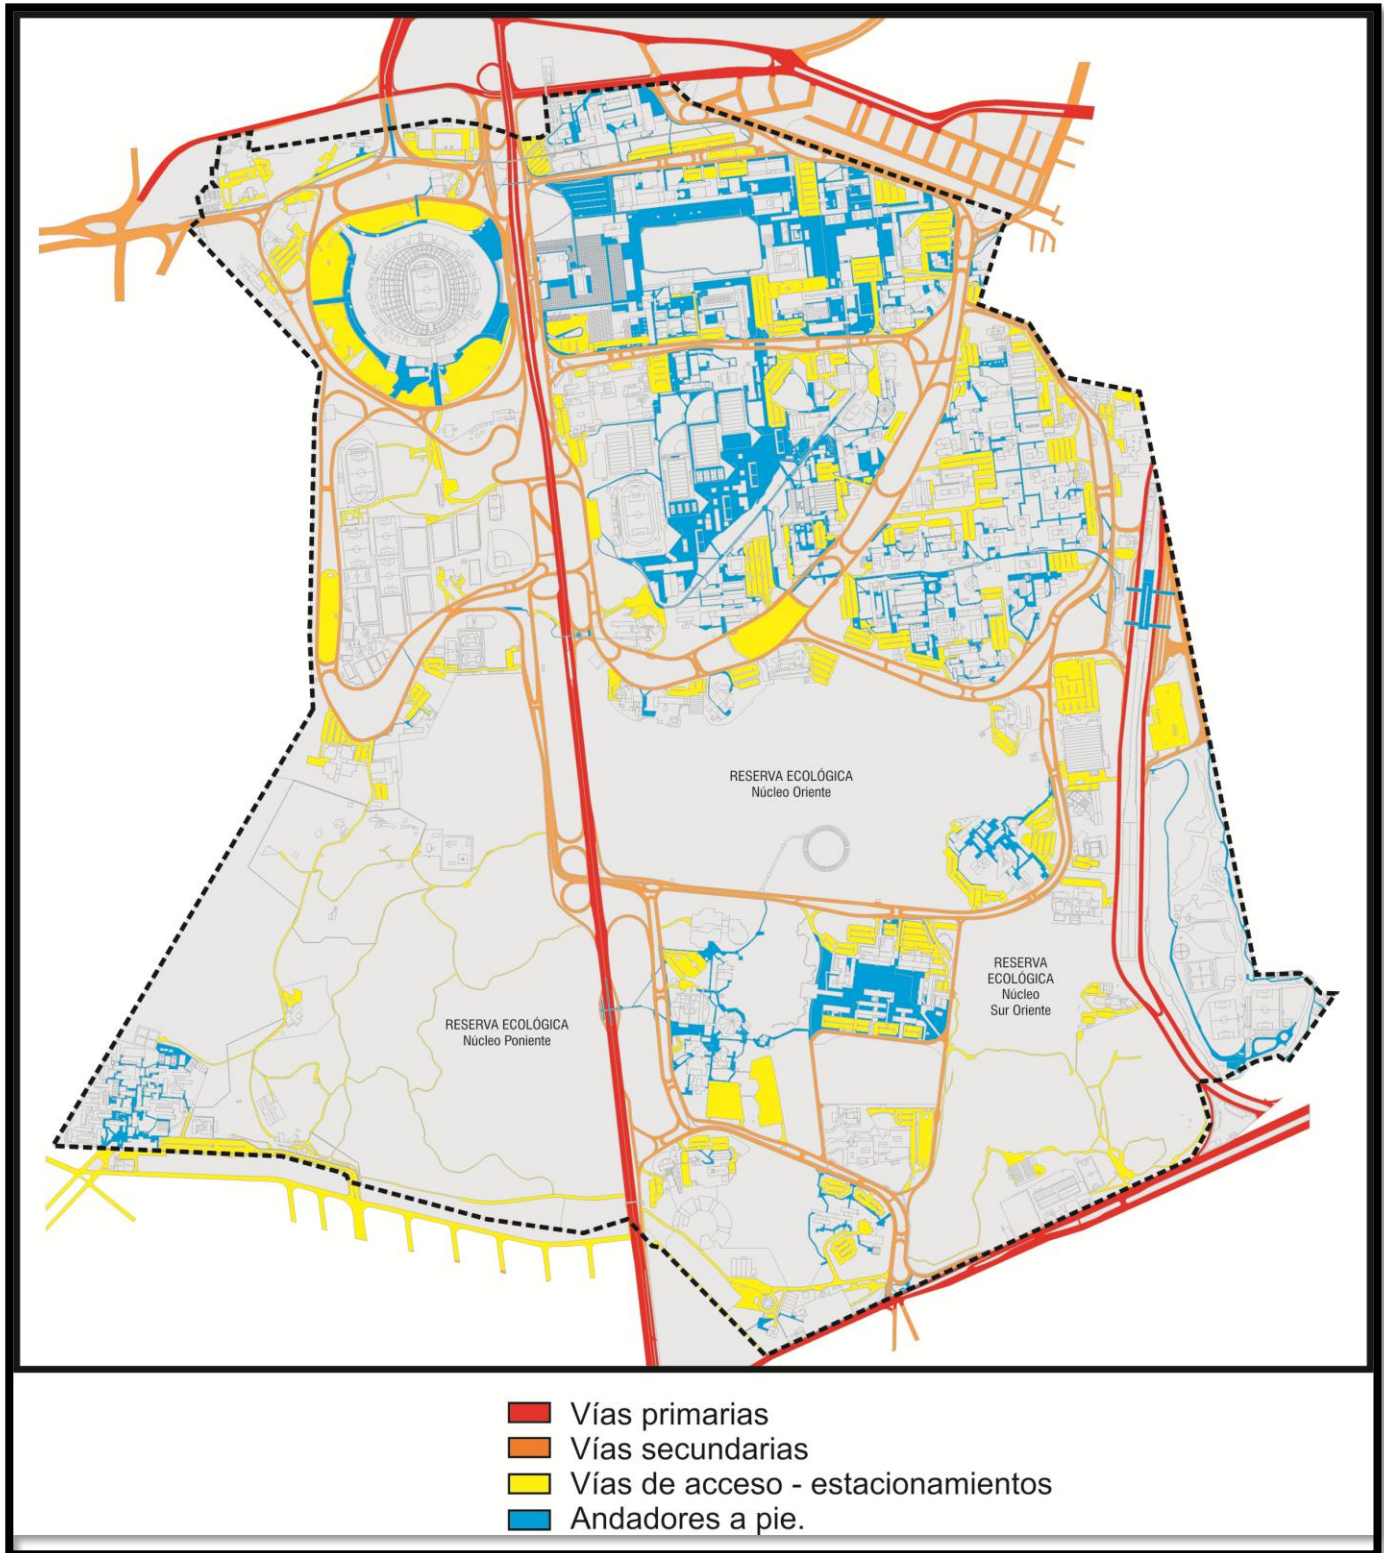 RESERVA ECOLÓGICA
Núcleo Oriente
RESERVA
ECOLÓGICA
Núcleo
Sur Oriente
RESERVA ECOLÓGICA
Núcleo Poniente
Vías primarias
Vías secundarias
Vías de acceso - estacionamientos
Andadores a pie.